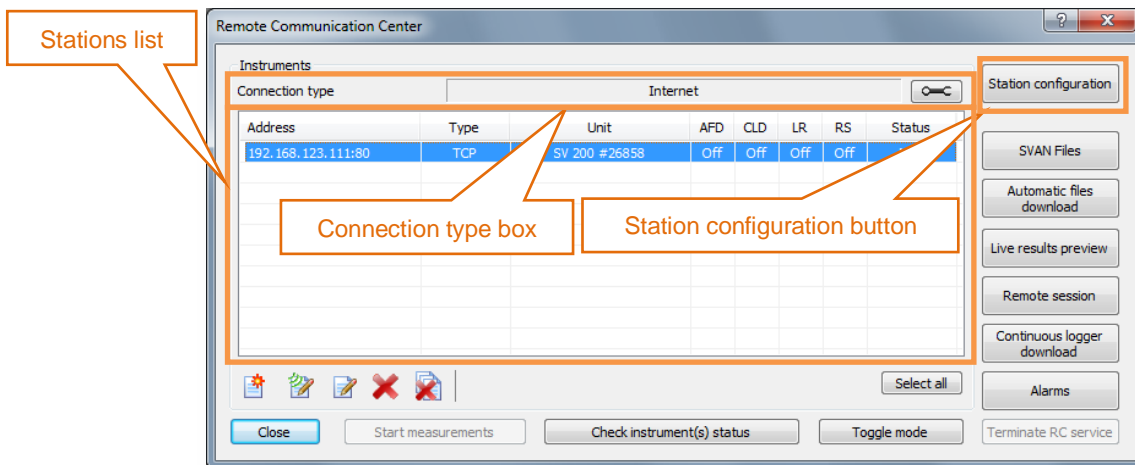 Stations list
Remote Communication Center
Instruments
Connection type Internet
Station configuration
Address Type Unit AFD CLD LR RS Status
192.168.123.111:80 TCP SV 200 #26858 Off Off Off Off
Connection type box
Station configuration button
SVAN Files
Automatic files
download
Live results preview
Remote session
Continuous logger
download
Select all
Alarms
Close Start measurements Check instrument(s) status Toggle mode Terminate RC service